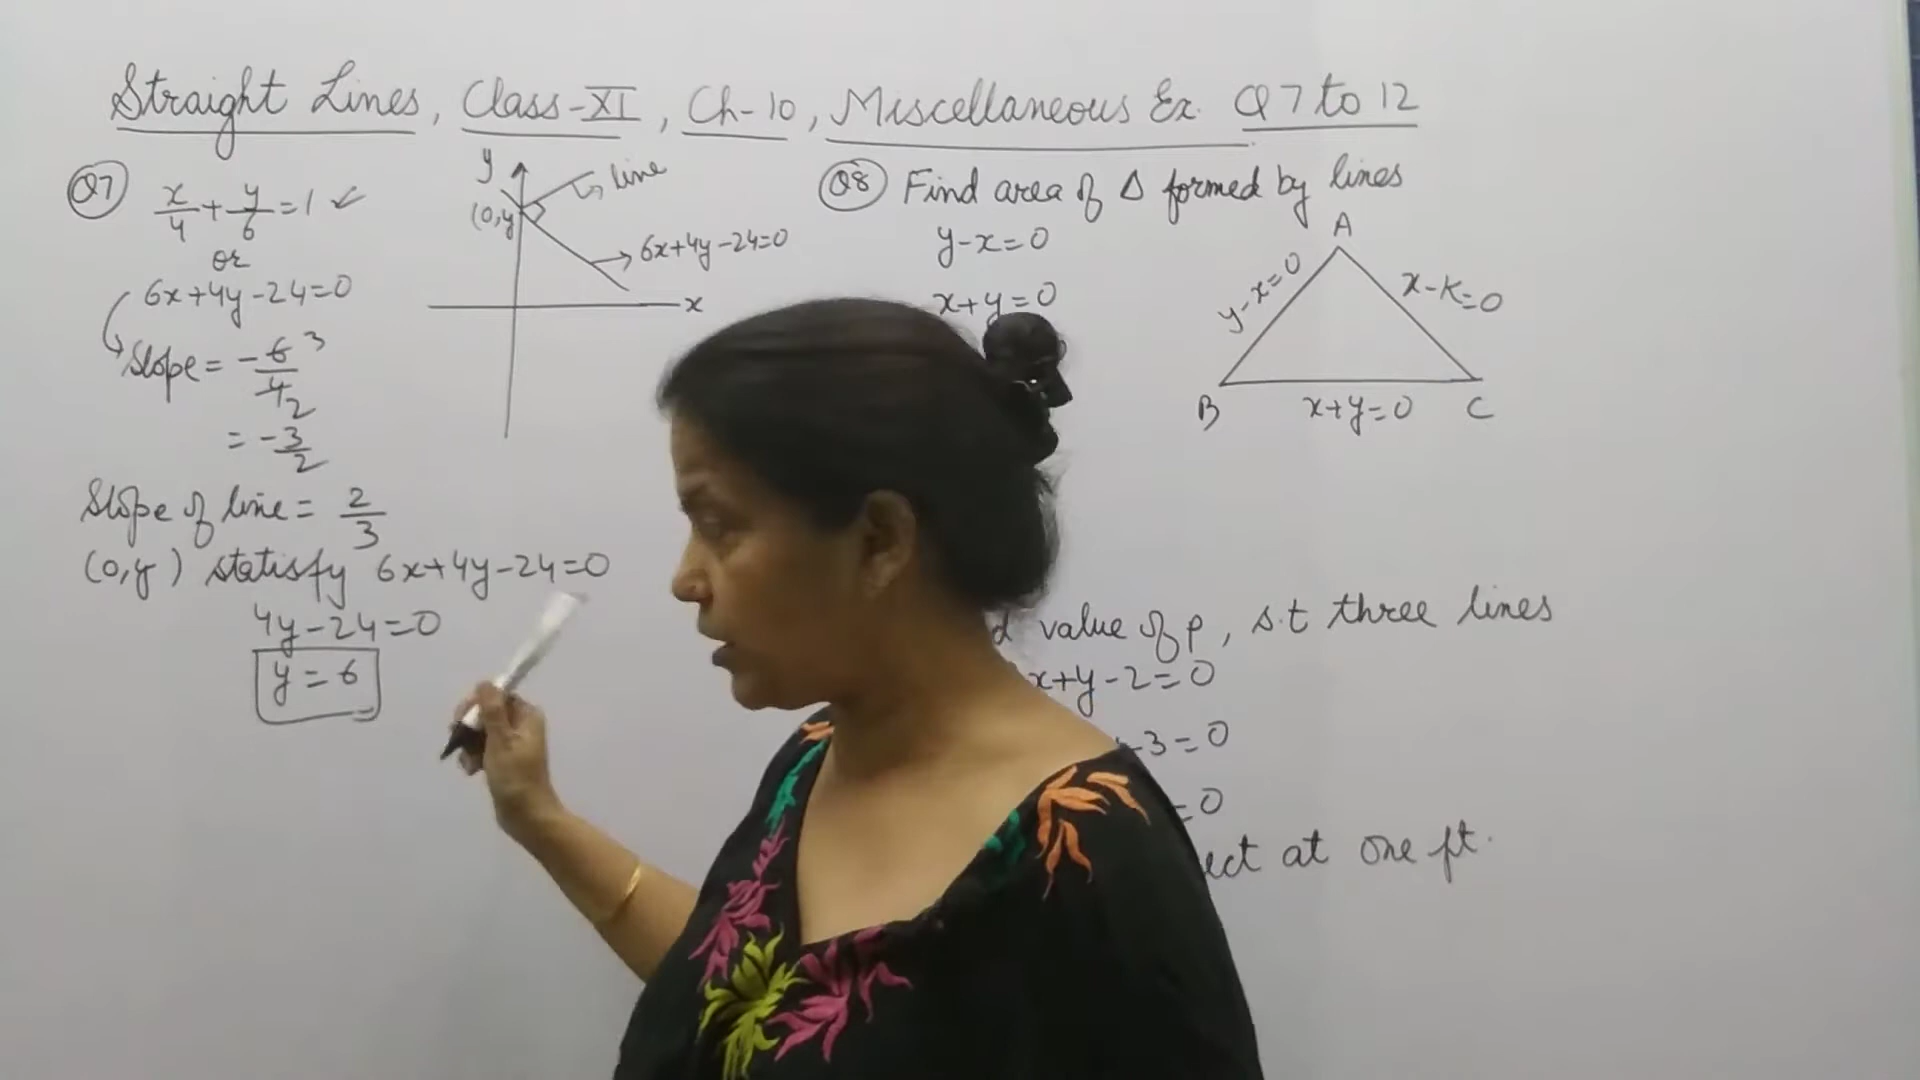 Straight Lines, Class-XI, Ch-10, Miscellaneous Ex. Q7 to 12
Q7 x/4 + y/6 = 1
or
6x+4y-24=0
Slope = -6/4 3 2
= -3/2
Slope of line = 2/3
(0,y) statisfy 6x+4y-24=0
4y-24=0
y = 6
y
line
(0,y
6x+4y-24=0
x
Q8 Find area of Δ formed by lines
y-x=0
x+y=0
A
y-x=0
x-K=0
B
x+y=0
C
value of p, s.t three lines
x+y-2=0
-3=0
=0
at one pt.